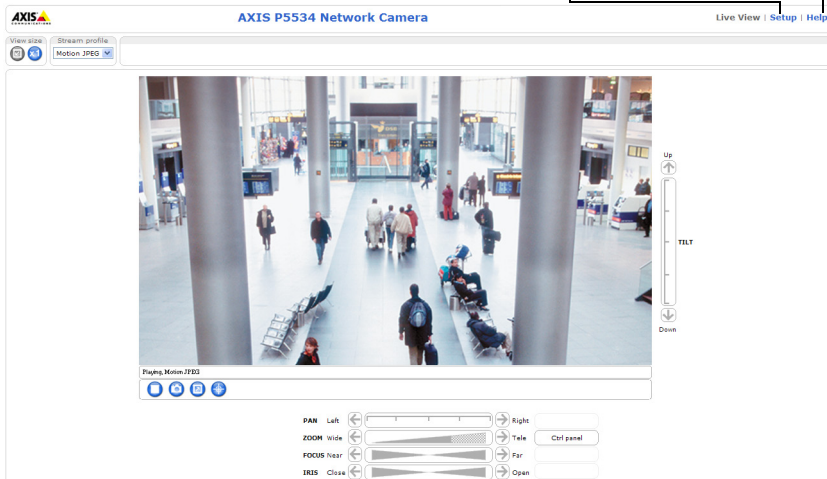 AXIS
COMMUNICATIONS
AXIS P5534 Network Camera
Live View | Setup | Help
View size
Stream profile
x1
Motion JPEG
Up
TILT
Down
Playing, Motion JPEG
PAN Left Right
ZOOM Wide Tele Ctrl panel
FOCUS Near Far
IRIS Close Open